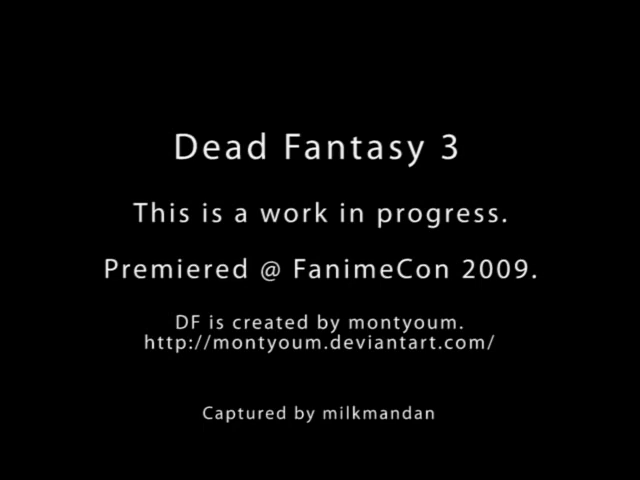 Dead Fantasy 3
This is a work in progress.
Premiered @ FanimeCon 2009.
DF is created by montyoum.
http://montyoum.deviantart.com/
Captured by milkmandan